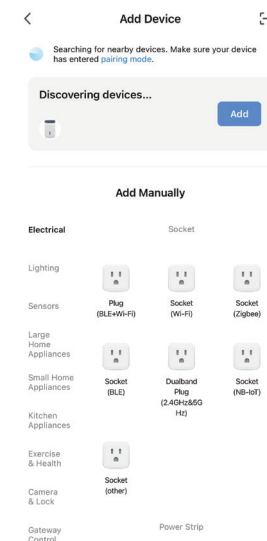 Add Device
Searching for nearby devices. Make sure your device
has entered pairing mode.
Discovering devices...
Add
Add Manually
Electrical
Socket
Lighting
Sensors
Large
Home
Appliances
Small Home
Appliances
Kitchen
Appliances
Exercise
& Health
Camera
& Lock
Gateway
Control
Plug
(BLE+Wi-Fi)
Socket
(Wi-Fi)
Socket
(Zigbee)
Socket
(BLE)
Dualband
Plug
(2.4GHz&5G
Hz)
Socket
(NB-IoT)
Socket
(other)
Power Strip